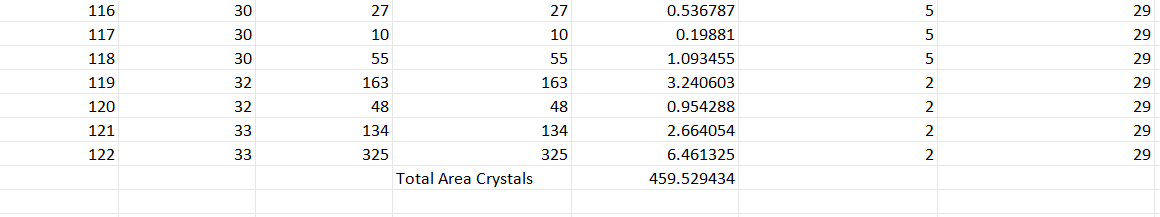 116 30 27 27 0.536787 5 29
117 30 10 10 0.19881 5 29
118 30 55 55 1.093455 5 29
119 32 163 163 3.240603 2 29
120 32 48 48 0.954288 2 29
121 33 134 134 2.664054 2 29
122 33 325 325 6.461325 2 29
Total Area Crystals 459.529434